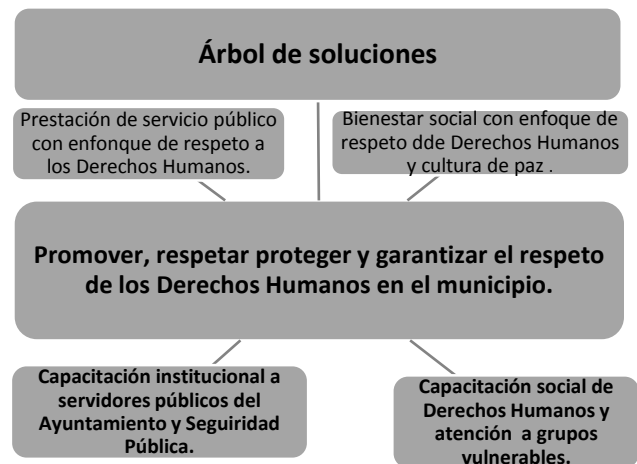 Árbol de soluciones
Prestación de servicio público
con enfonque de respeto a
los Derechos Humanos.
Bienestar social con enfoque de
respeto dde Derechos Humanos
y cultura de paz .
Promover, respetar proteger y garantizar el respeto
de los Derechos Humanos en el municipio.
Capacitación institucional a
servidores públicos del
Ayuntamiento y Seguiridad
Pública.
Capacitación social de
Derechos Humanos y
atención a grupos
vulnerables.